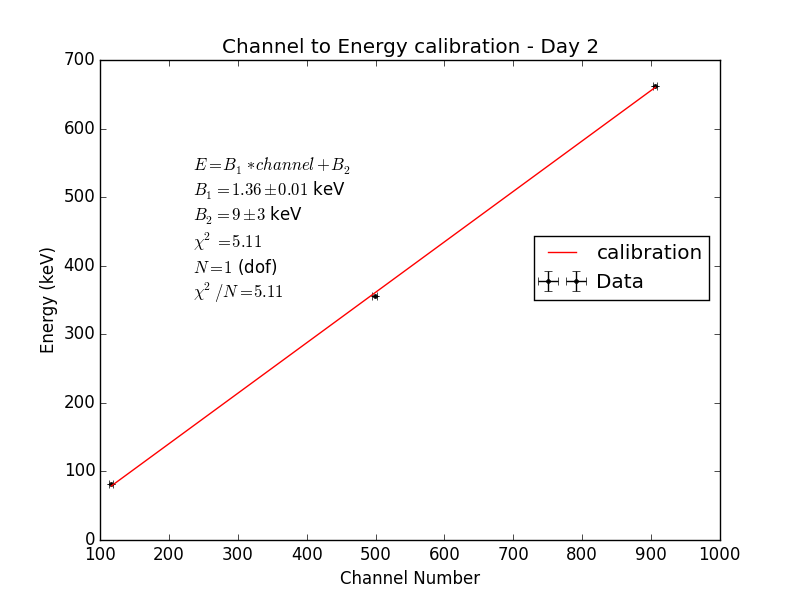 Channel to Energy calibration - Day 2
700
600
500
400
300
200
100
0
Energy (keV)
E=B₁∗channel+B₂
B₁=1.36±0.01 keV
B₂=9±3 keV
χ² =5.11
N=1 (dof)
χ² /N=5.11
calibration
Data
100 200 300 400 500 600 700 800 900 1000
Channel Number